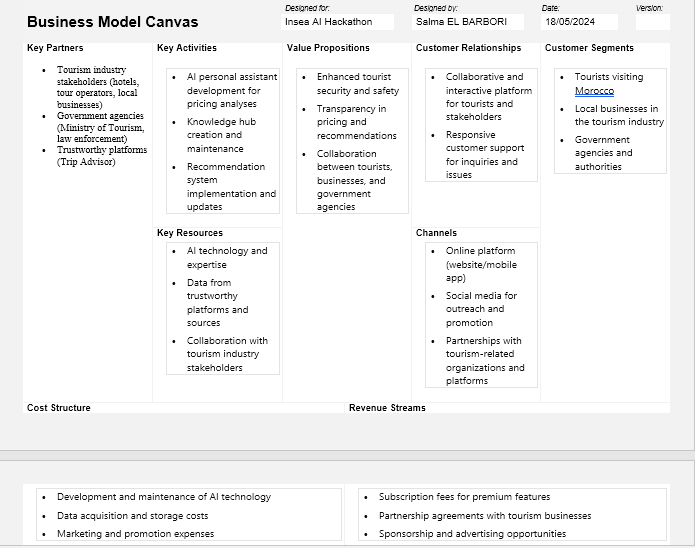 Business Model Canvas
Designed for:
Insea AI Hackathon
Designed by:
Salma EL BARBORI
Date:
18/05/2024
Version:
Key Partners
• Tourism industry
stakeholders (hotels,
tour operators, local
businesses)
• Government agencies
(Ministry of Tourism,
law enforcement)
• Trustworthy platforms
(Trip Advisor)
Key Activities
• AI personal assistant
development for
pricing analyses
• Knowledge hub
creation and
maintenance
• Recommendation
system
implementation and
updates
Key Resources
• AI technology and
expertise
• Data from
trustworthy
platforms and
sources
• Collaboration with
tourism industry
stakeholders
Value Propositions
• Enhanced tourist
security and safety
• Transparency in
pricing and
recommendations
• Collaboration
between tourists,
businesses, and
government
agencies
Customer Relationships
• Collaborative and
interactive platform
for tourists and
stakeholders
• Responsive
customer support
for inquiries and
issues
Channels
• Online platform
(website/mobile
app)
• Social media for
outreach and
promotion
• Partnerships with
tourism-related
organizations and
platforms
Customer Segments
• Tourists visiting
Morocco
• Local businesses in
the tourism industry
• Government
agencies and
authorities
Cost Structure
• Development and maintenance of AI technology
• Data acquisition and storage costs
• Marketing and promotion expenses
Revenue Streams
• Subscription fees for premium features
• Partnership agreements with tourism businesses
• Sponsorship and advertising opportunities